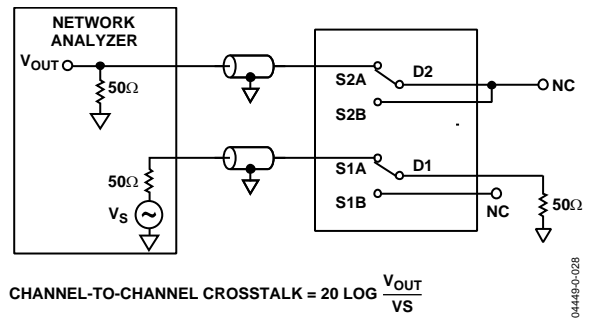 NETWORK
ANALYZER
VOUT
50Ω
S2A
D2
NC
S2B
50Ω
VS
S1A
D1
S1B
NC
50Ω
CHANNEL-TO-CHANNEL CROSSTALK = 20 LOG VOUT
VS
04449-0-028